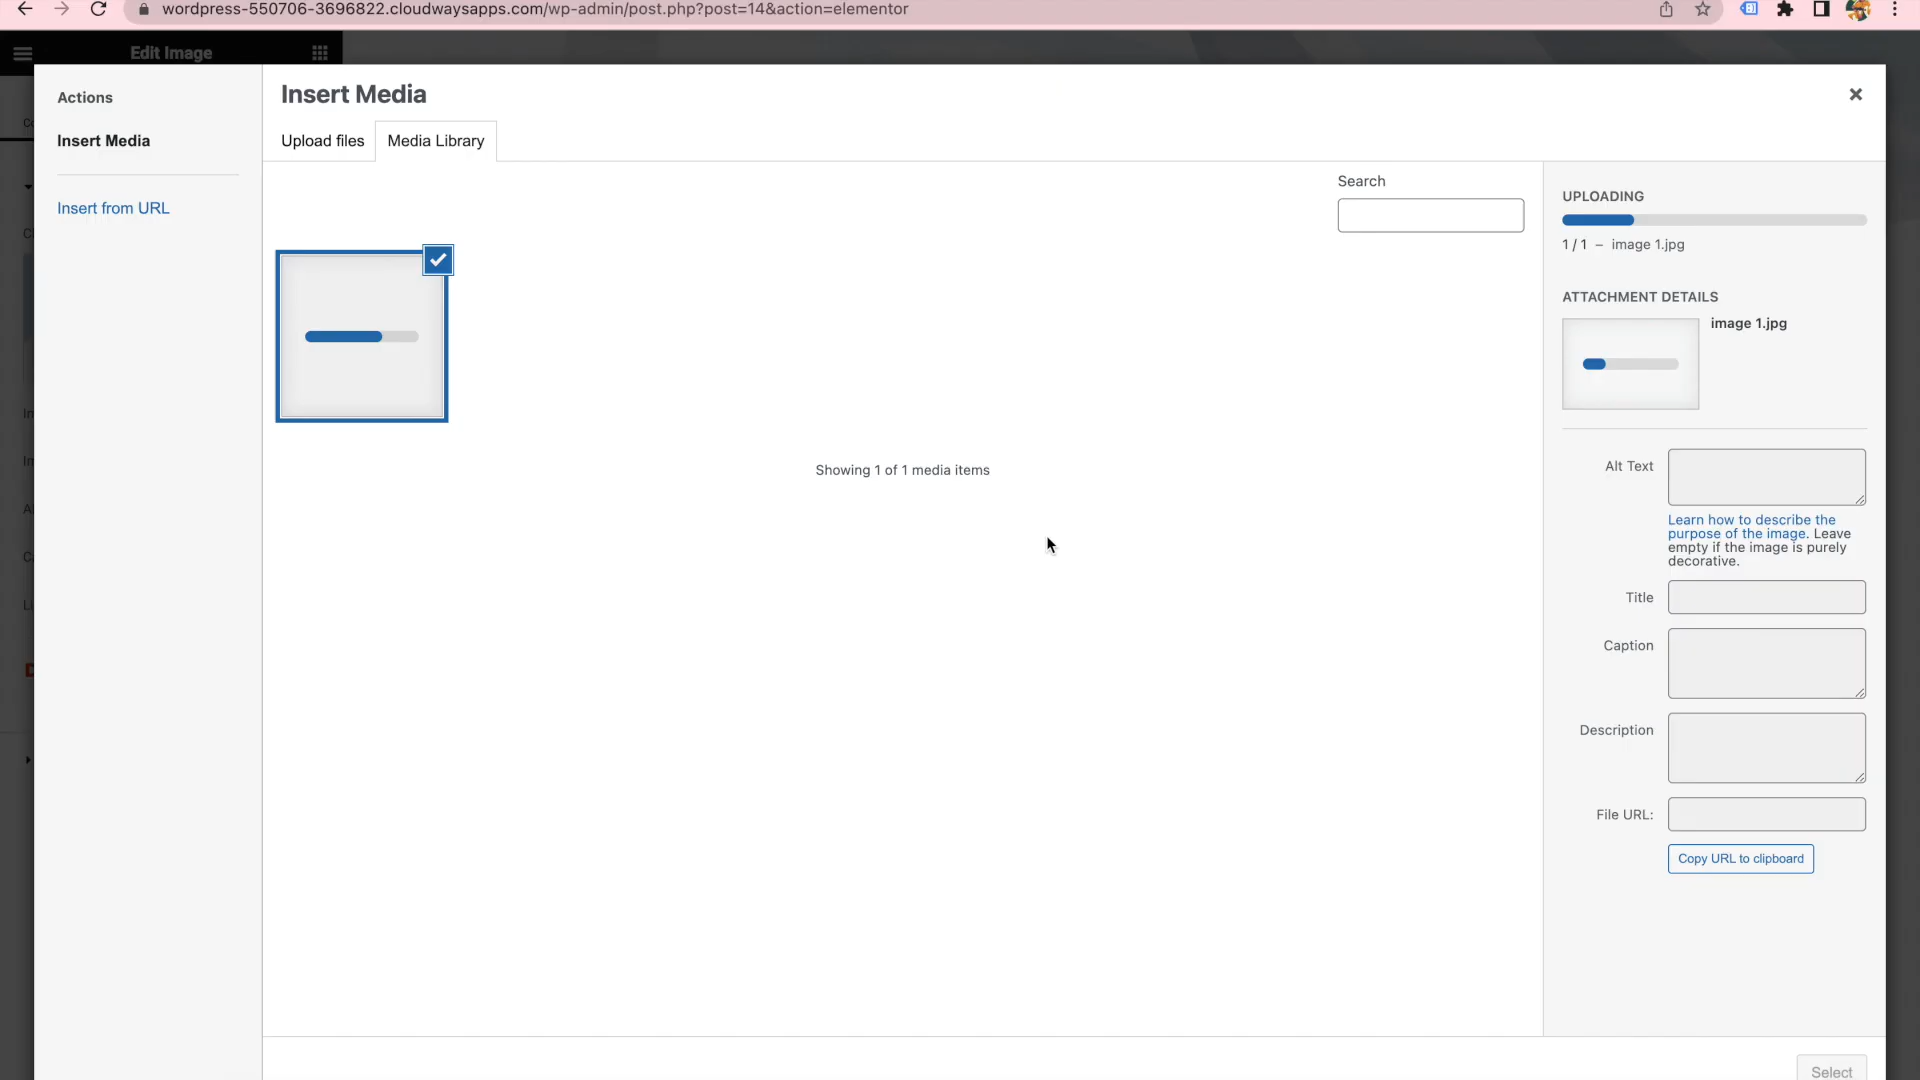 wordpress-550706-3696822.cloudwaysapps.com/wp-admin/post.php?post=14&action=elementor
Edit Image
Actions
Insert Media
Insert from URL
Insert Media
Upload files
Media Library
Search
Showing 1 of 1 media items
UPLOADING
1 / 1 – image 1.jpg
ATTACHMENT DETAILS
image 1.jpg
Alt Text
Learn how to describe the
purpose of the image. Leave
empty if the image is purely
decorative.
Title
Caption
Description
File URL:
Copy URL to clipboard
Select